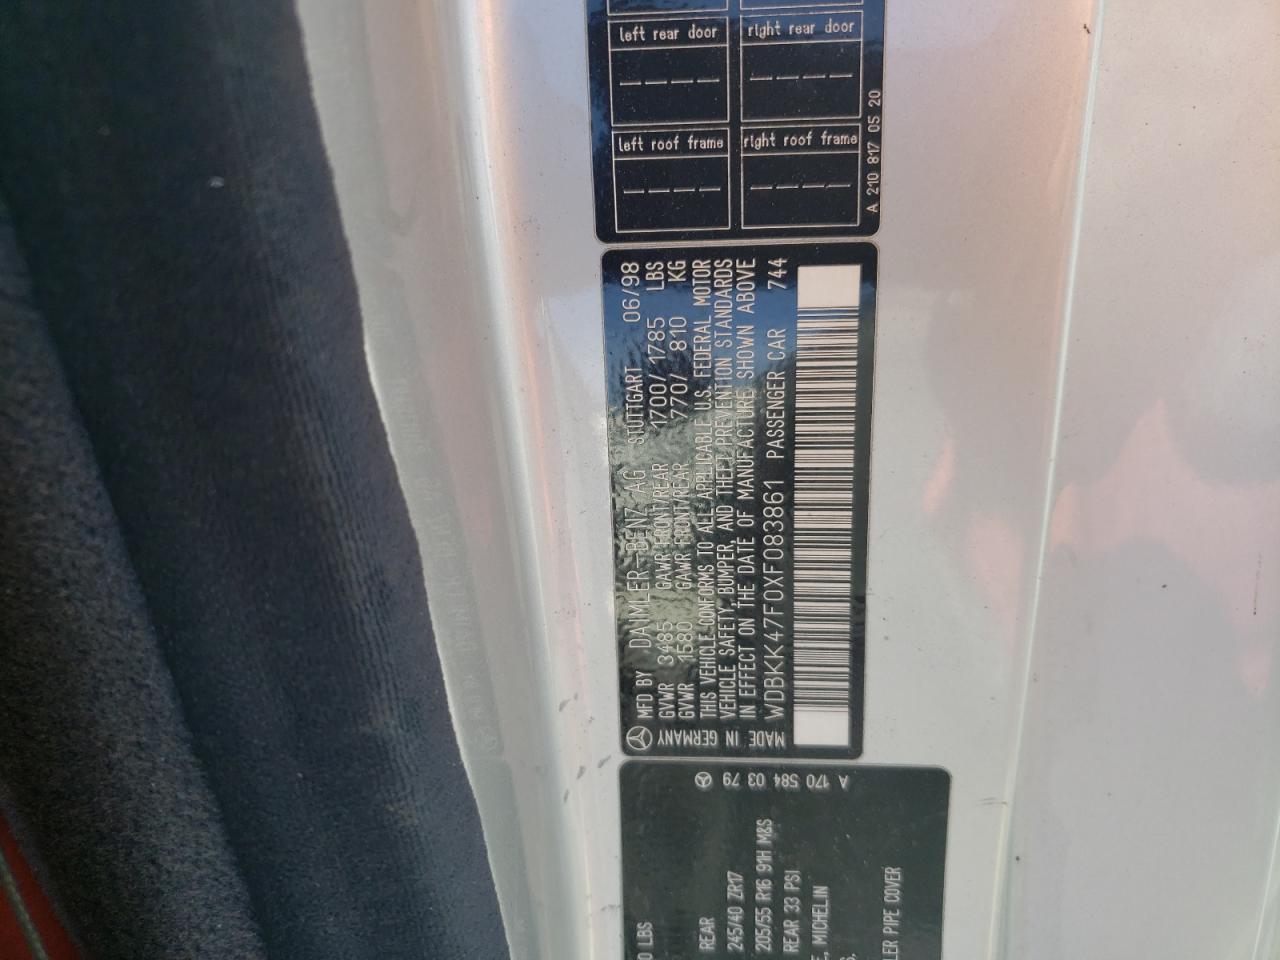 left rear door
right rear door
left roof frame
right roof frame
A 210 817 05 20
MFD BY DAIMLER-BENZ AG STUTTGART 06/98
GVWR 3485 GAWR FRONT/REAR 1700/ 1785 LBS
GVWR 1580 GAWR FRONT/REAR 770/ 810 KG
THIS VEHICLE CONFORMS TO ALL APPLICABLE U.S. FEDERAL MOTOR
VEHICLE SAFETY, BUMPER, AND THEFT PREVENTION STANDARDS
IN EFFECT ON THE DATE OF MANUFACTURE SHOWN ABOVE
WDBKK47F0XF083861 PASSENGER CAR 744
MADE IN GERMANY
A 170 584 03 79
0 LBS
REAR
245/40 ZR17
205/55 R16 91H M&S
REAR 33 PSI
MICHELIN
PIPE COVER